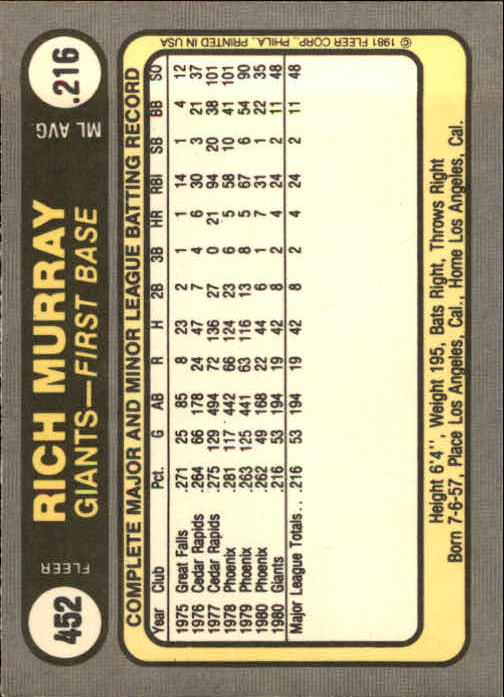 452
FLEER
RICH MURRAY
GIANTS—FIRST BASE
ML AVG.
.216
COMPLETE MAJOR AND MINOR LEAGUE BATTING RECORD
Year Club Pct. G AB R H 2B 3B HR RBI SB BB SO
1975 Great Falls .271 25 85 8 23 2 1 1 14 1 4 12
1976 Cedar Rapids .264 66 178 24 47 7 4 6 30 3 21 37
1977 Cedar Rapids .275 129 494 72 136 27 0 21 94 20 38 101
1978 Phoenix .281 117 442 66 124 23 6 5 58 10 41 101
1979 Phoenix .263 125 441 63 116 13 8 5 67 6 54 90
1980 Phoenix .262 49 168 22 44 6 1 7 31 1 22 35
1980 Giants .216 53 194 19 42 8 2 4 24 2 11 48
Major League Totals... .216 53 194 19 42 8 2 4 24 2 11 48
Height 6'4'', Weight 195, Bats Right, Throws Right
Born 7-6-57, Place Los Angeles, Cal., Home Los Angeles, Cal.
© 1981 FLEER CORP., PHILA., PRINTED IN USA